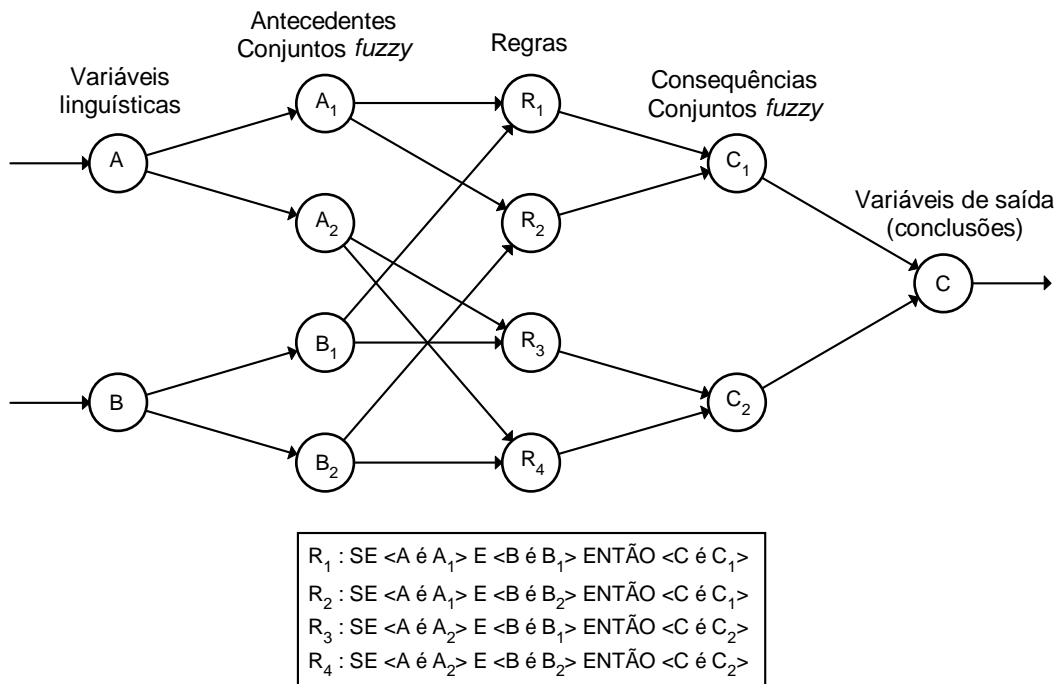 Antecedentes
Conjuntos fuzzy
Regras
Variáveis
linguísticas
Consequências
Conjuntos fuzzy
Variáveis de saída
(conclusões)
A
B
A₁
A₂
B₁
B₂
R₁
R₂
R₃
R₄
C₁
C₂
C
R₁ : SE <A é A₁> E <B é B₁> ENTÃO <C é C₁>
R₂ : SE <A é A₁> E <B é B₂> ENTÃO <C é C₁>
R₃ : SE <A é A₂> E <B é B₁> ENTÃO <C é C₂>
R₄ : SE <A é A₂> E <B é B₂> ENTÃO <C é C₂>